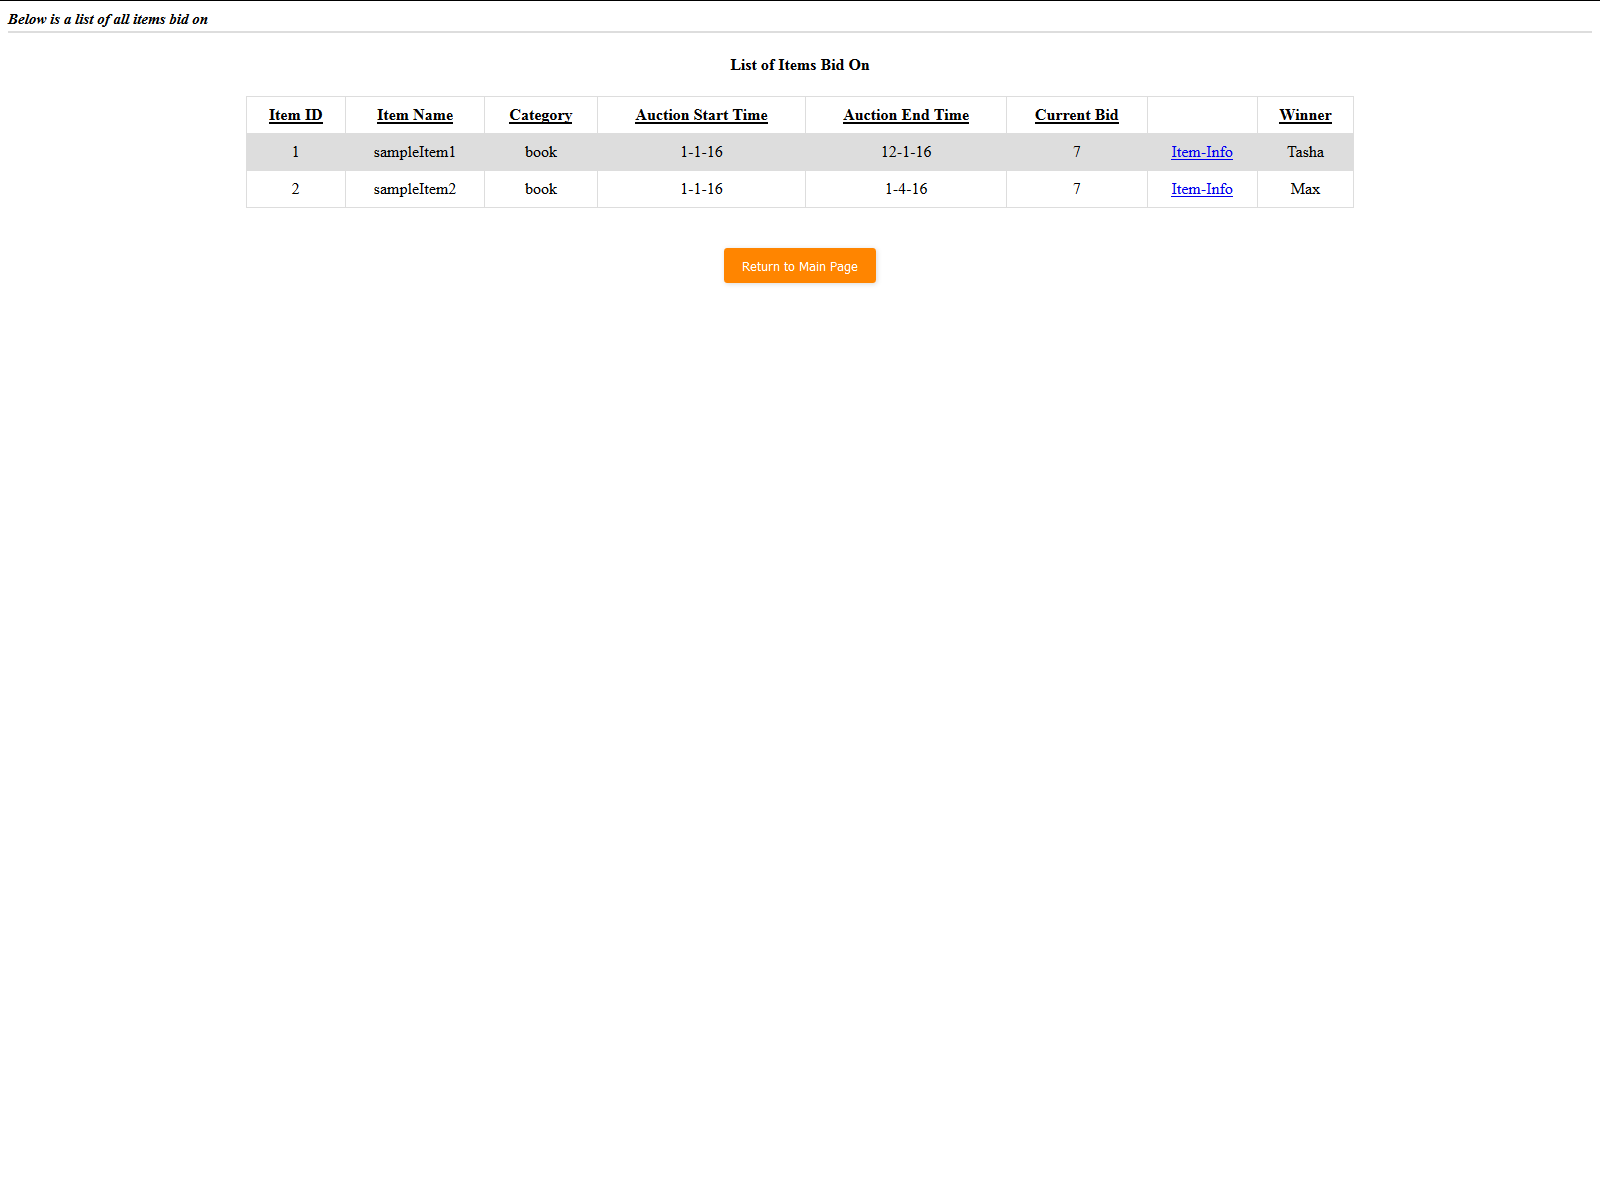 Below is a list of all items bid on
List of Items Bid On
Item ID Item Name Category Auction Start Time Auction End Time Current Bid Winner
1 sampleItem1 book 1-1-16 12-1-16 7 Item-Info Tasha
2 sampleItem2 book 1-1-16 1-4-16 7 Item-Info Max
Return to Main Page